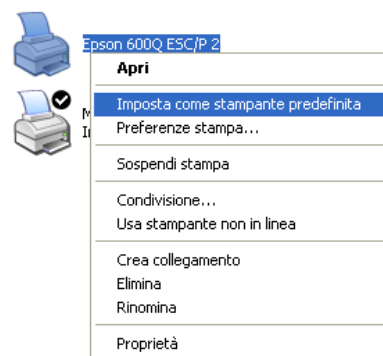 Epson 600Q ESC/P 2
Apri
Imposta come stampante predefinita
Preferenze stampa...
Sospendi stampa
Condivisione...
Usa stampante non in linea
Crea collegamento
Elimina
Rinomina
Proprietà